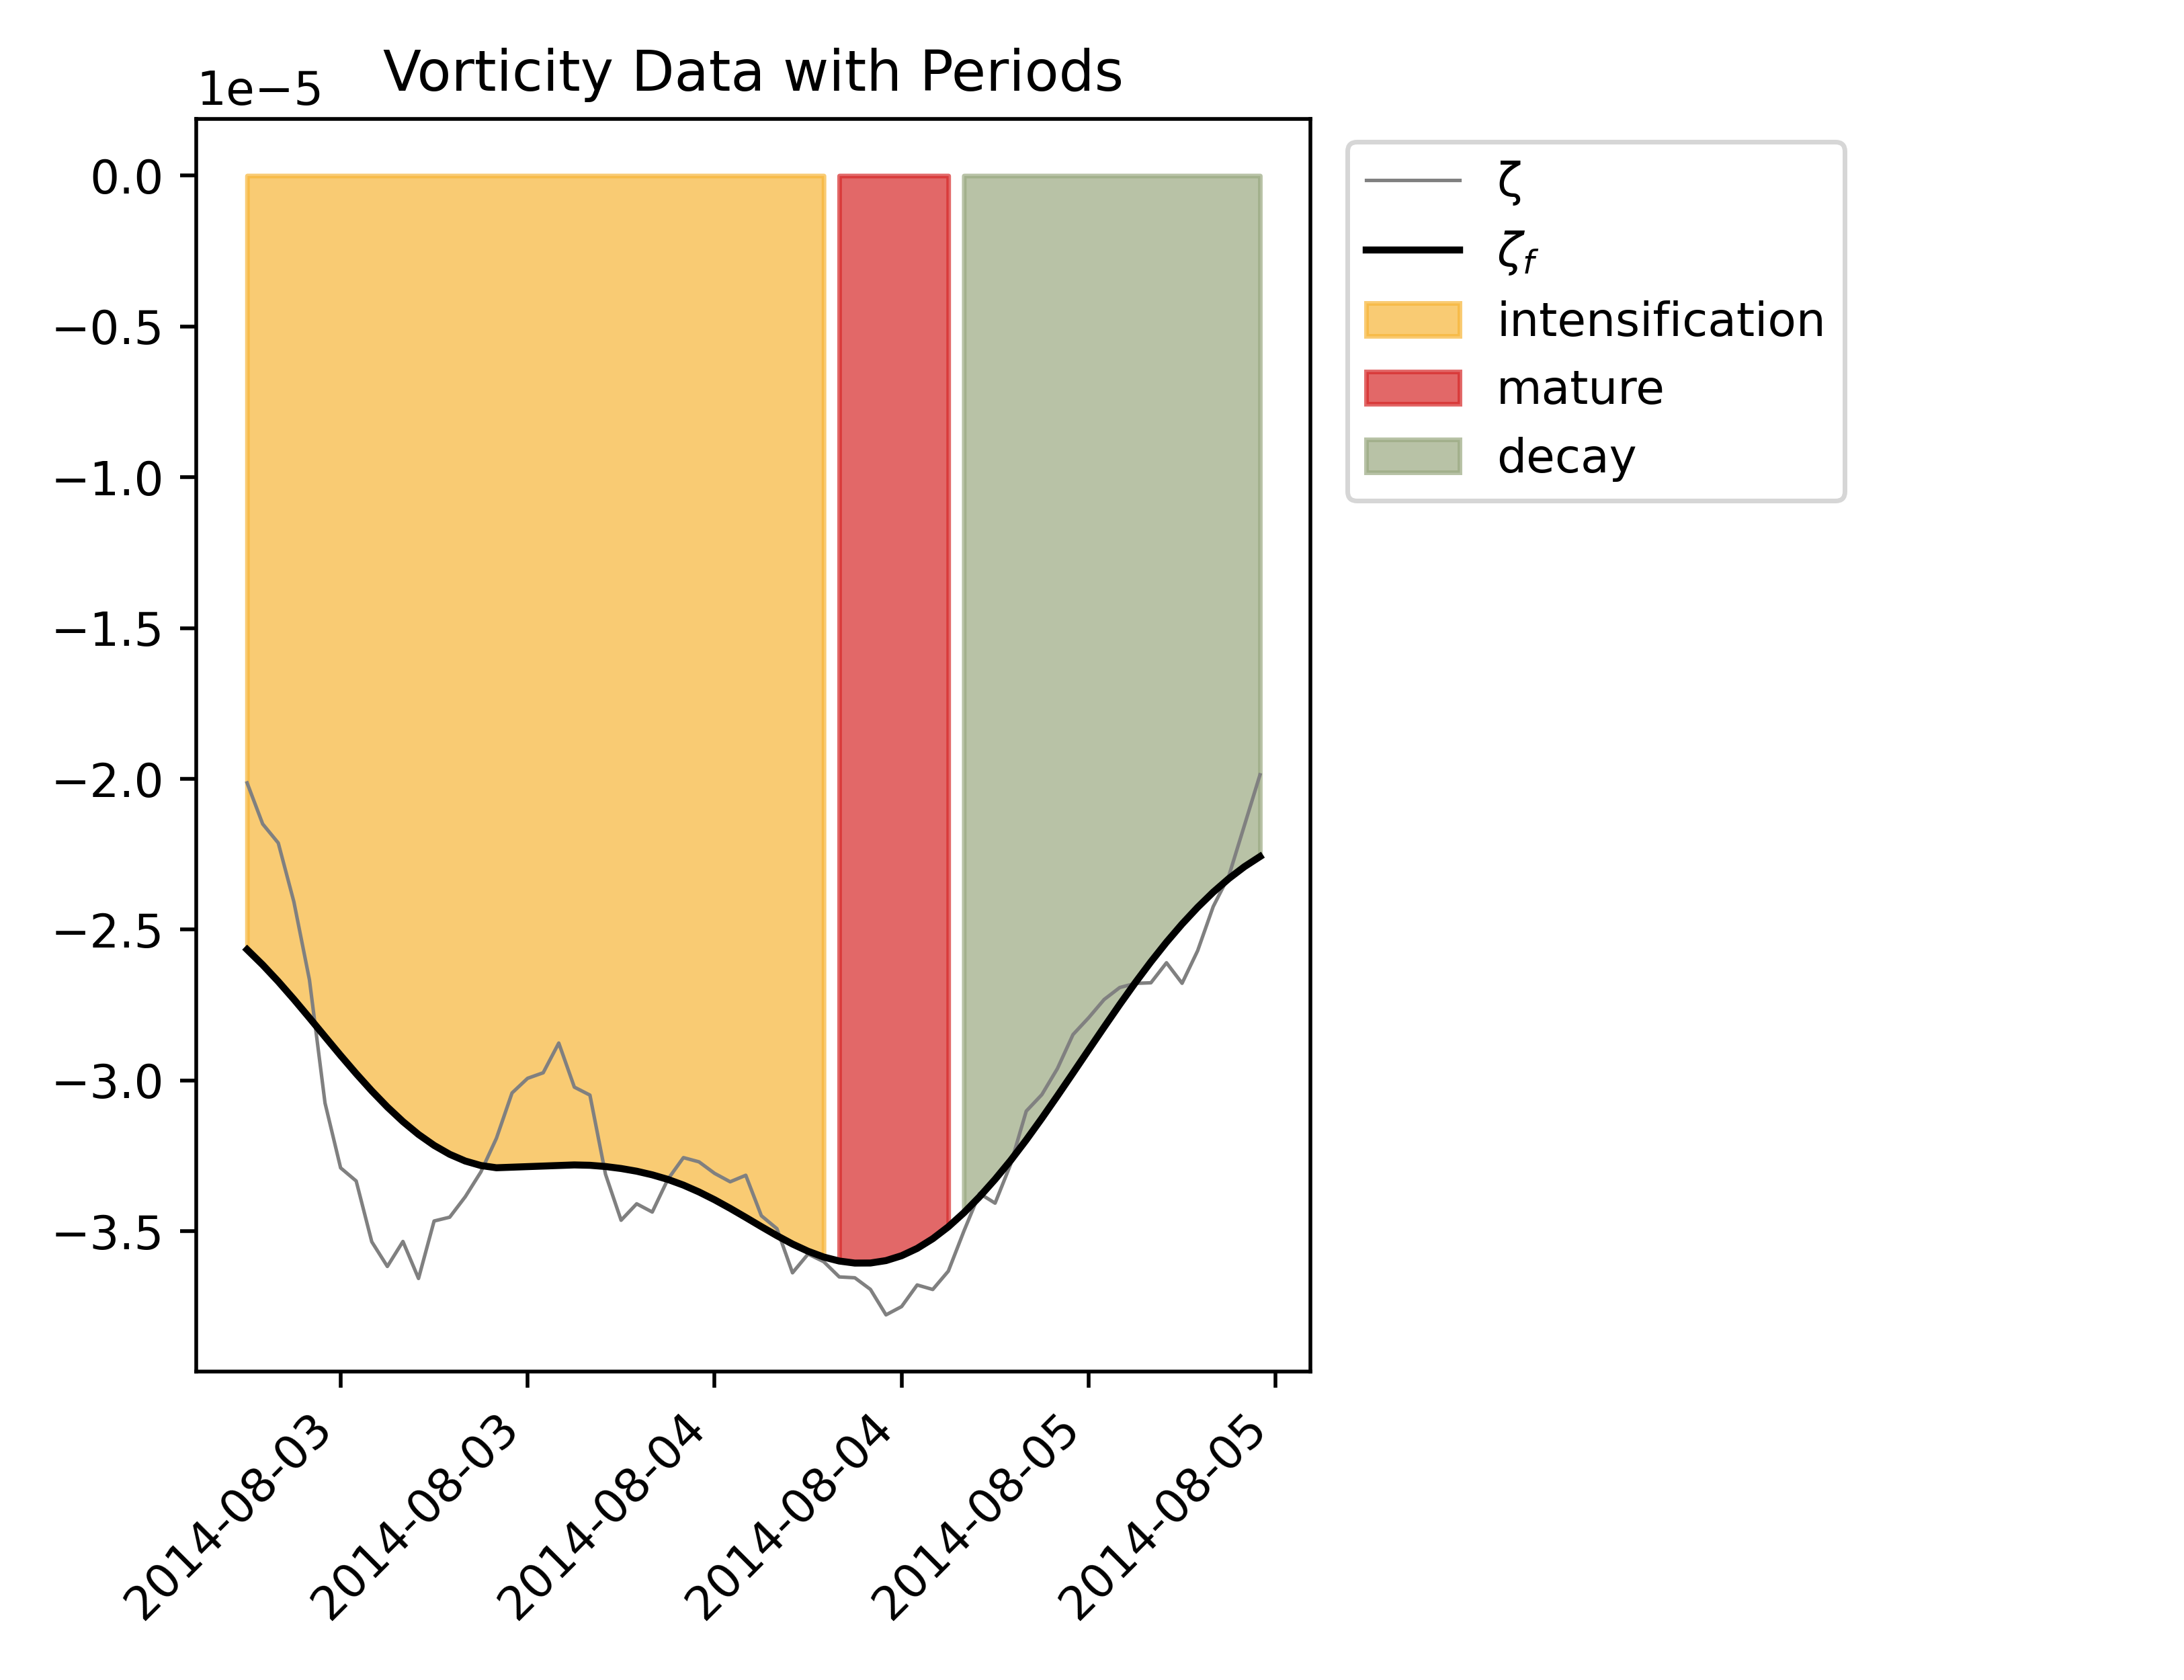 Vorticity Data with Periods
1e−5
0.0
−0.5
−1.0
−1.5
−2.0
−2.5
−3.0
−3.5
2014-08-03
2014-08-03
2014-08-04
2014-08-04
2014-08-05
2014-08-05
ζ
ζf
intensification
mature
decay